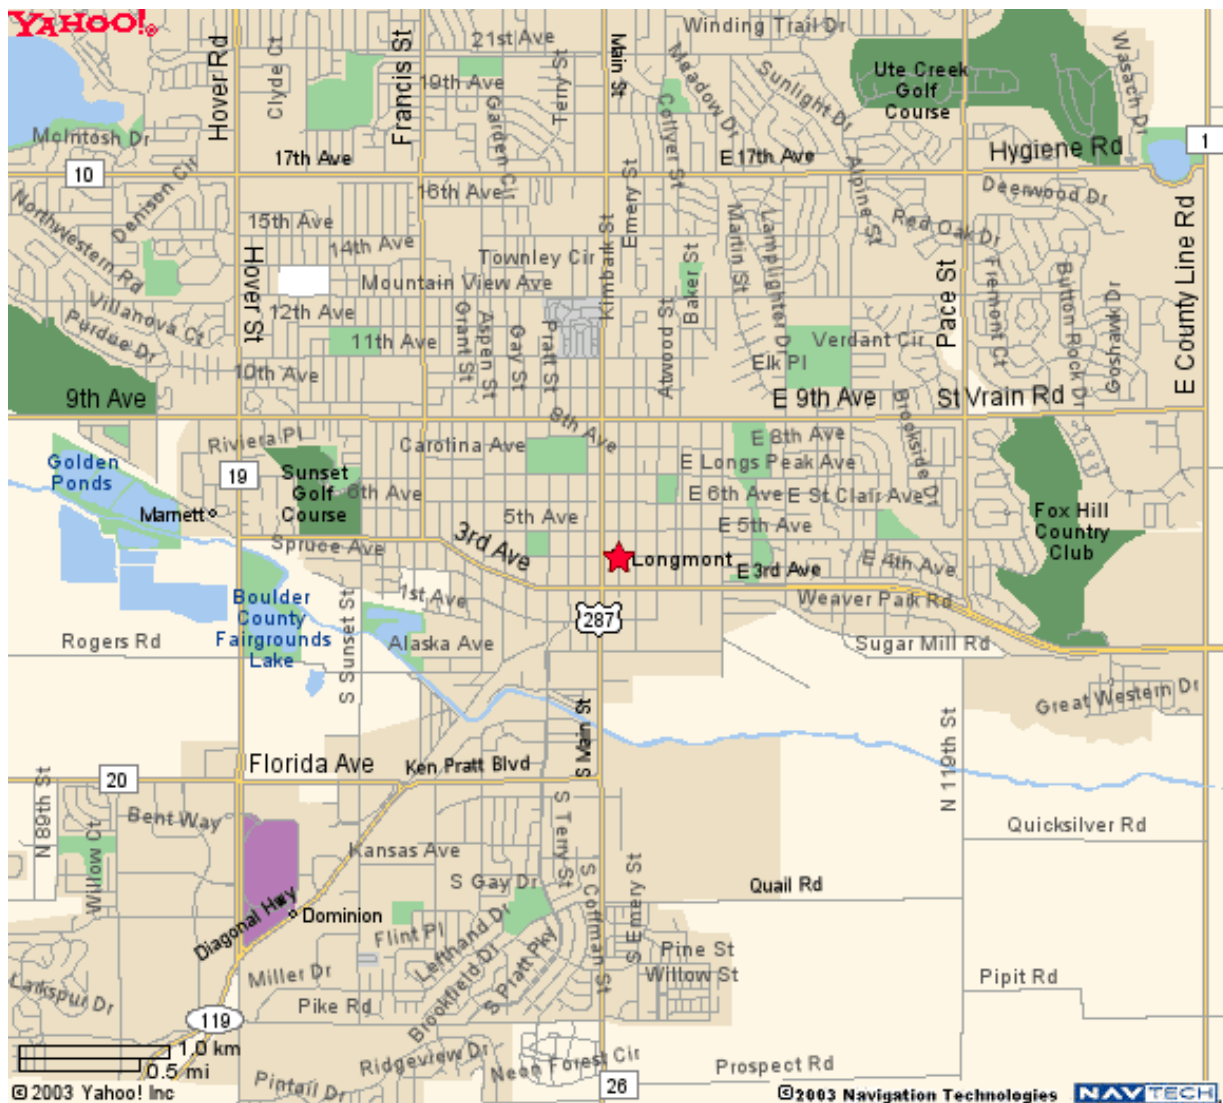 YAHOO!®
21st Ave
Winding Trail Dr
Hover Rd
Clyde Ct
Francis St
19th Ave
Garden Cir
Terry St
Main St
Meadow Dr
Collyer St
Sunlight Dr
Ute Creek
Golf
Course
Wasach Dr
McIntosh Dr
17th Ave
E 17th Ave
Hygiene Rd
1
10
Denison Cir
16th Ave
Emery St
Alpine St
Deerwood Dr
Northwestern Rd
15th Ave
14th Ave
Townley Cir
Kimbark St
Martin St
Lamplighter Dr
Red Oak Dr
E County Line Rd
Hover St
Mountain View Ave
Baker St
Pace St
Fremont Ct
Button Rock Dr
Goshawk Dr
Villanova Ct
Purdue Dr
12th Ave
11th Ave
10th Ave
Grant St
Aspen St
Gay St
Pratt St
Atwood St
Verdant Cir
Elk Pl
9th Ave
E 9th Ave
St Vrain Rd
8th Ave
Brookside Dr
Riviera Pl
Carolina Ave
E 8th Ave
Golden
Ponds
19
Sunset
Golf
Course
6th Ave
E Longs Peak Ave
E 6th Ave
E St Clair Ave
Marnett
5th Ave
E 5th Ave
Fox Hill
Country
Club
Spruce Ave
3rd Ave
Longmont
E 3rd Ave
E 4th Ave
Boulder
County
Fairgrounds
Lake
1st Ave
Weaver Park Rd
287
Rogers Rd
S Sunset St
Alaska Ave
Sugar Mill Rd
Great Western Dr
S Main St
N 119th St
Florida Ave
Ken Pratt Blvd
20
N 89th St
Bent Way
Willow Ct
S Terry St
Quicksilver Rd
Kansas Ave
S Gay Dr
S Coffman St
S Emery St
Quail Rd
Diagonal Hwy
Dominion
Flint Pl
Lefthand Dr
Brookfield Dr
S Pratt Pky
Pine St
Willow St
Larkspur Dr
Miller Dr
Pike Rd
Pipit Rd
119
1.0 km
0.5 mi
Ridgeview Dr
Neon Forest Cir
Prospect Rd
Pintail Dr
26
© 2003 Yahoo! Inc
©2003 Navigation Technologies
NAVTECH